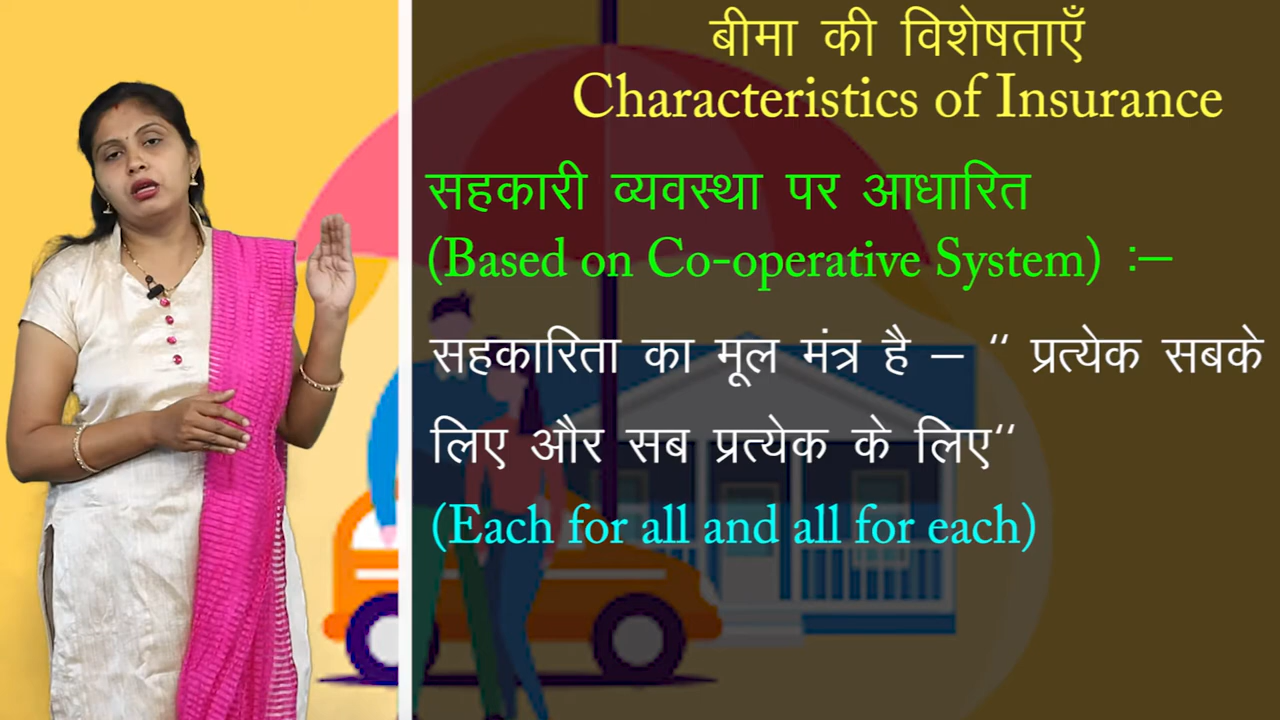 बीमा की विशेषताएँ
Characteristics of Insurance
सहकारी व्यवस्था पर आधारित
(Based on Co-operative System) :–
सहकारिता का मूल मंत्र है – “ प्रत्येक सबके
लिए और सब प्रत्येक के लिए“
(Each for all and all for each)